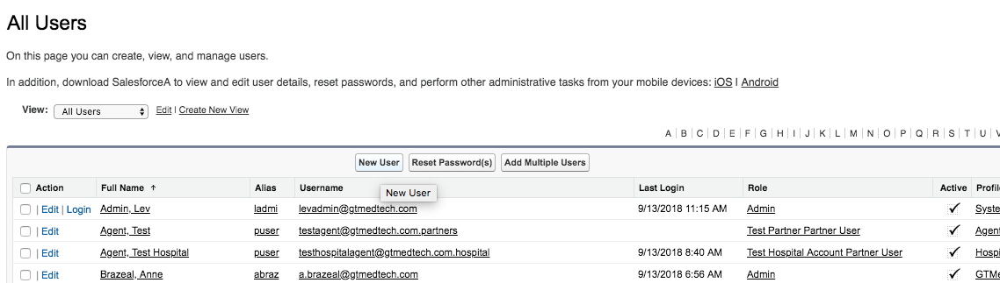 All Users
On this page you can create, view, and manage users.
In addition, download SalesforceA to view and edit user details, reset passwords, and perform other administrative tasks from your mobile devices: iOS | Android
View: All Users Edit | Create New View
A | B | C | D | E | F | G | H | I | J | K | L | M | N | O | P | Q | R | S | T | U |
New User Reset Password(s) Add Multiple Users
Action Full Name ↑ Alias Username Last Login Role Active Profile
New User
| Edit | Login Admin, Lev ladmi levadmin@gtmedtech.com 9/13/2018 11:15 AM Admin ✓ Syste
| Edit Agent, Test puser testagent@gtmedtech.com.partners Test Partner Partner User ✓ Agen
| Edit Agent, Test Hospital puser testhospitalagent@gtmedtech.com.hospital 9/13/2018 8:40 AM Test Hospital Account Partner User ✓ Hospi
| Edit Brazeal, Anne abraz a.brazeal@gtmedtech.com 9/13/2018 6:56 AM Admin ✓ GTMe